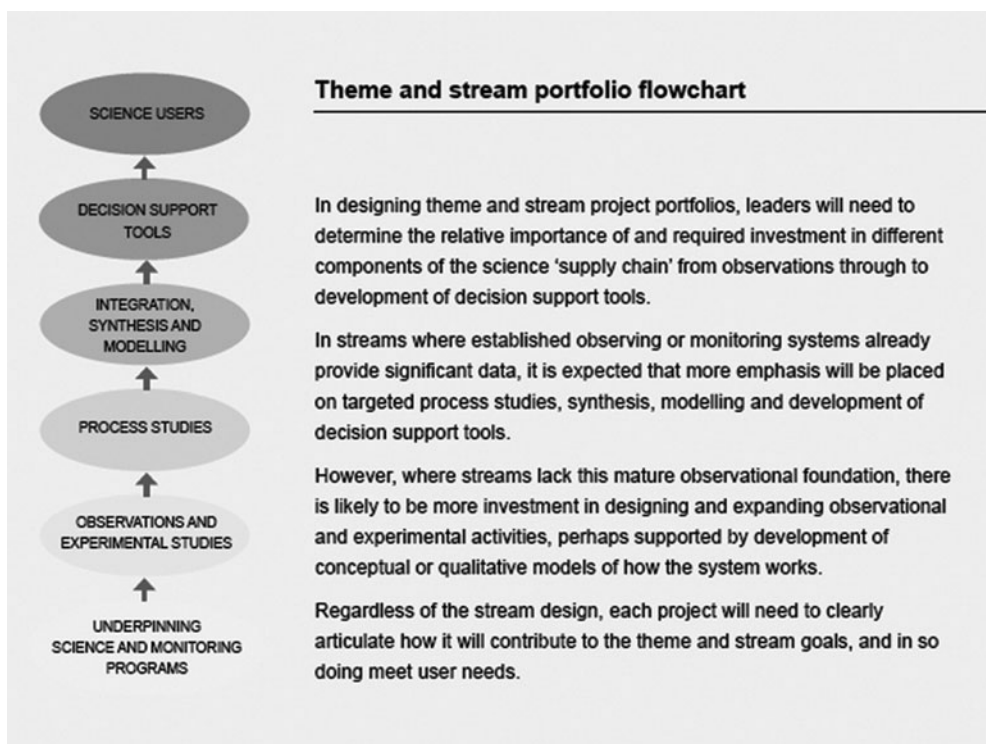 SCIENCE USERS
DECISION SUPPORT
TOOLS
INTEGRATION,
SYNTHESIS AND
MODELLING
PROCESS STUDIES
OBSERVATIONS AND
EXPERIMENTAL STUDIES
UNDERPINNING
SCIENCE AND MONITORING
PROGRAMS
Theme and stream portfolio flowchart
In designing theme and stream project portfolios, leaders will need to
determine the relative importance of and required investment in different
components of the science ‘supply chain’ from observations through to
development of decision support tools.
In streams where established observing or monitoring systems already
provide significant data, it is expected that more emphasis will be placed
on targeted process studies, synthesis, modelling and development of
decision support tools.
However, where streams lack this mature observational foundation, there
is likely to be more investment in designing and expanding observational
and experimental activities, perhaps supported by development of
conceptual or qualitative models of how the system works.
Regardless of the stream design, each project will need to clearly
articulate how it will contribute to the theme and stream goals, and in so
doing meet user needs.